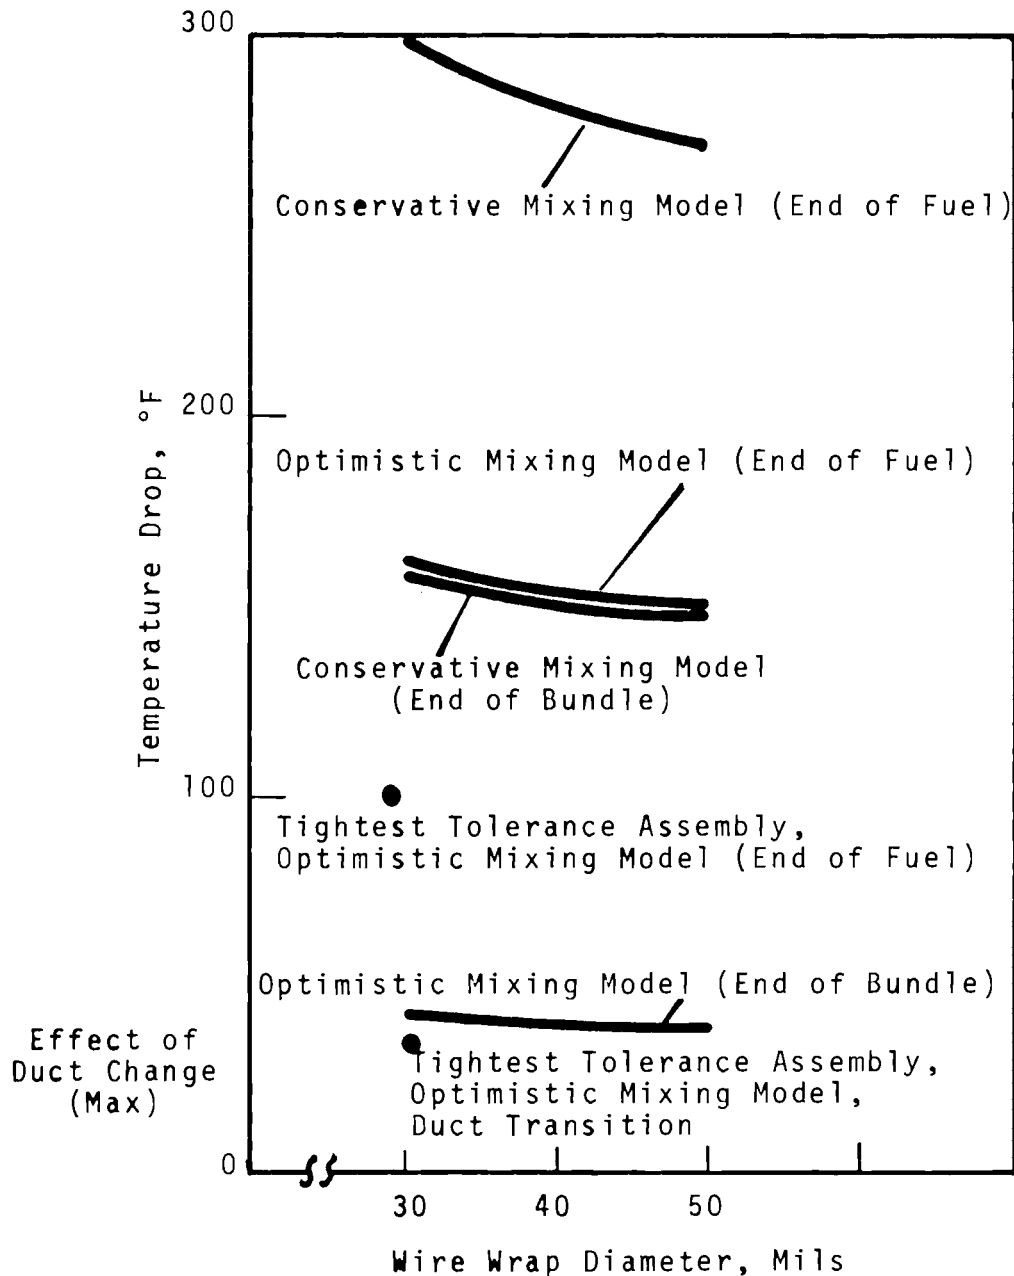 300
Conservative Mixing Model (End of Fuel)
200
Temperature Drop, °F
Optimistic Mixing Model (End of Fuel)
Conservative Mixing Model
(End of Bundle)
100
Tightest Tolerance Assembly,
Optimistic Mixing Model (End of Fuel)
Optimistic Mixing Model (End of Bundle)
Effect of
Duct Change
(Max)
Tightest Tolerance Assembly,
Optimistic Mixing Model,
Duct Transition
0
30 40 50
Wire Wrap Diameter, Mils